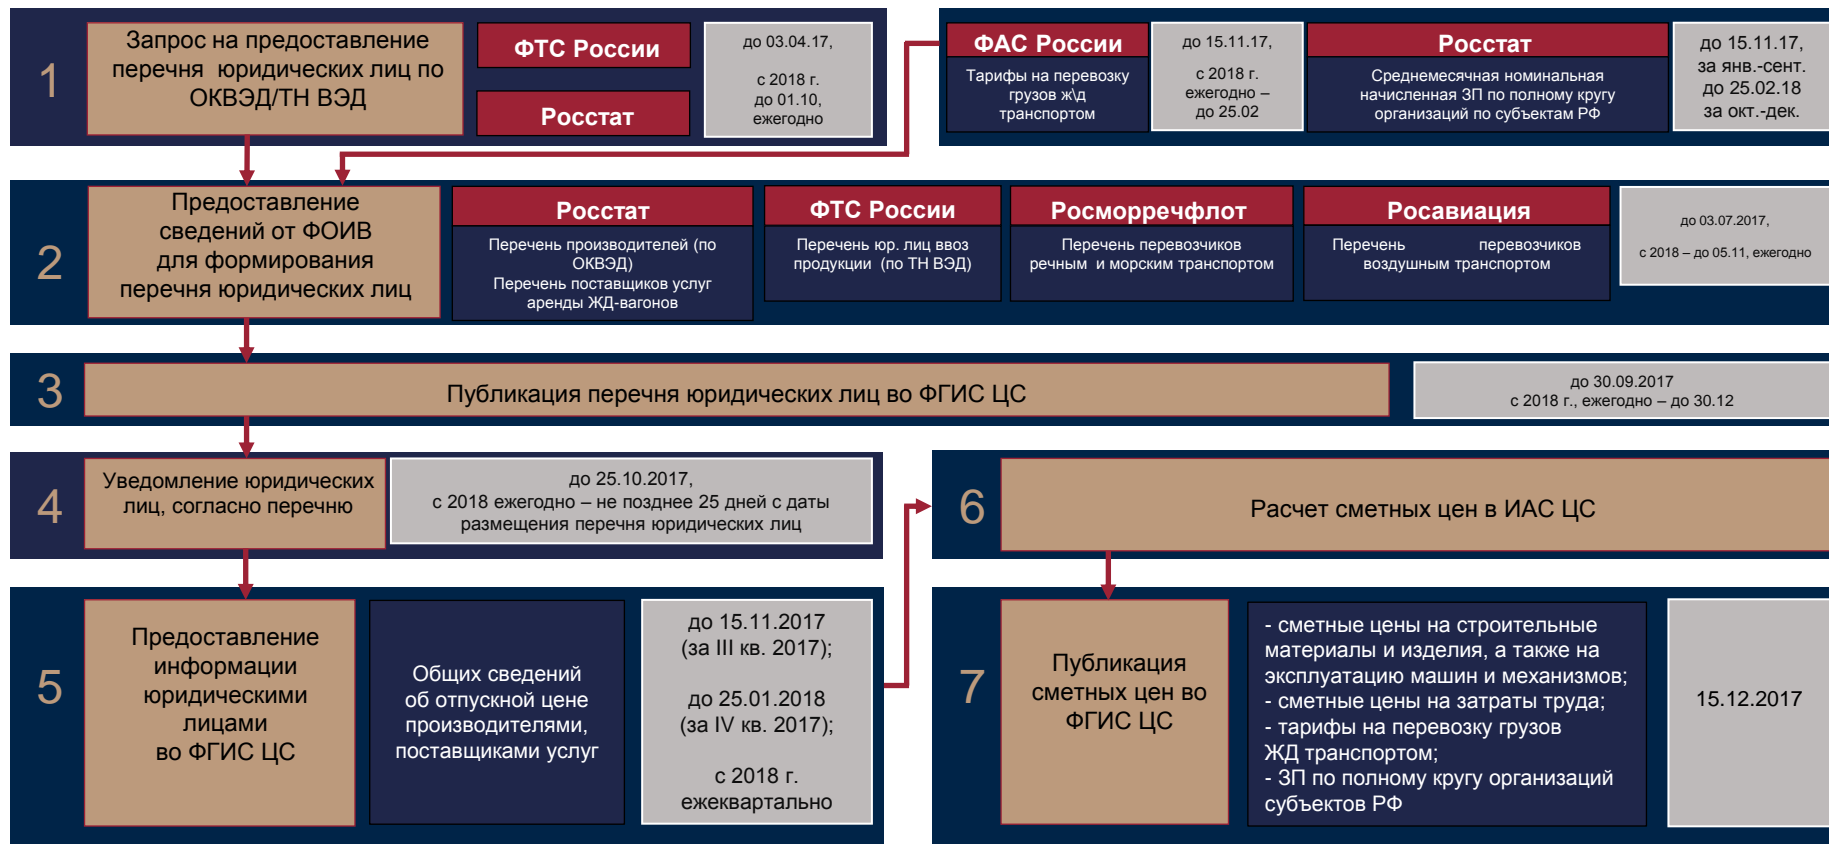 1
Запрос на предоставление
перечня юридических лиц по
ОКВЭД/ТН ВЭД
ФТС России
Росстат
до 03.04.17,
с 2018 г.
до 01.10,
ежегодно
ФАС России
Тарифы на перевозку
грузов ж\д
транспортом
до 15.11.17,
с 2018 г.
ежегодно –
до 25.02
Росстат
Среднемесячная номинальная
начисленная ЗП по полному кругу
организаций по субъектам РФ
до 15.11.17,
за янв.-сент.
до 25.02.18
за окт.-дек.
2
Предоставление
сведений от ФОИВ
для формирования
перечня юридических лиц
Росстат
Перечень производителей (по
ОКВЭД)
Перечень поставщиков услуг
аренды ЖД-вагонов
ФТС России
Перечень юр. лиц ввоз
продукции (по ТН ВЭД)
Росморречфлот
Перечень перевозчиков
речным и морским транспортом
Росавиация
Перечень перевозчиков
воздушным транспортом
до 03.07.2017,
с 2018 – до 05.11, ежегодно
3
Публикация перечня юридических лиц во ФГИС ЦС
до 30.09.2017
с 2018 г., ежегодно – до 30.12
4
Уведомление юридических
лиц, согласно перечню
до 25.10.2017,
с 2018 ежегодно – не позднее 25 дней с даты
размещения перечня юридических лиц
5
Предоставление
информации
юридическими
лицами
во ФГИС ЦС
Общих сведений
об отпускной цене
производителями,
поставщиками услуг
до 15.11.2017
(за III кв. 2017);
до 25.01.2018
(за IV кв. 2017);
с 2018 г.
ежеквартально
6
Расчет сметных цен в ИАС ЦС
7
Публикация
сметных цен во
ФГИС ЦС
- сметные цены на строительные
материалы и изделия, а также на
эксплуатацию машин и механизмов;
- сметные цены на затраты труда;
- тарифы на перевозку грузов
ЖД транспортом;
- ЗП по полному кругу организаций
субъектов РФ
15.12.2017